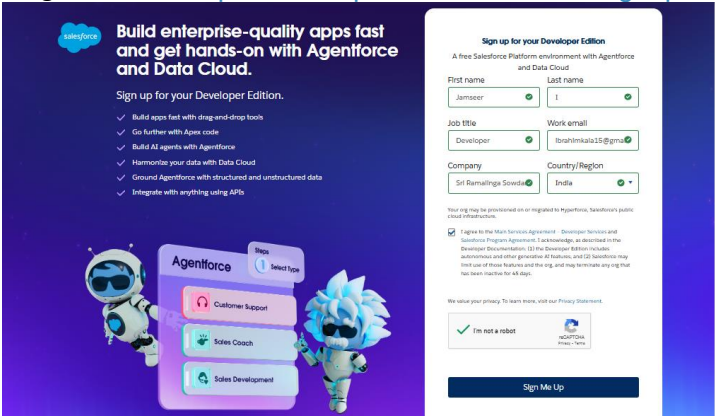 salesforce
Build enterprise-quality apps fast
and get hands-on with Agentforce
and Data Cloud.
Sign up for your Developer Edition.
Build apps fast with drag-and-drop tools
Go further with Apex code
Build AI agents with Agentforce
Harmonize your data with Data Cloud
Ground Agentforce with structured and unstructured data
Integrate with anything using APIs
Agentforce
Steps
1 Select Type
Customer Support
Sales Coach
Sales Development
Sign up for your Developer Edition
A free Salesforce Platform environment with Agentforce
and Data Cloud
First name
Last name
Jamseer
I
Job title
Work email
Developer
Ibrahimkala15@gma
Company
Country/Region
Sri Ramalinga Sowda
India
Your org may be provisioned on or migrated to Hyperforce, Salesforce's public
cloud infrastructure.
I agree to the Main Services Agreement - Developer Services and
Salesforce Program Agreement. I acknowledge, as described in the
Developer Documentation: (1) the Developer Edition includes
autonomous and other generative AI features, and (2) Salesforce may
limit use of those features and the org, and may terminate any org that
has been inactive for 45 days.
We value your privacy. To learn more, visit our Privacy Statement.
I'm not a robot
reCAPTCHA
Privacy - Terms
Sign Me Up